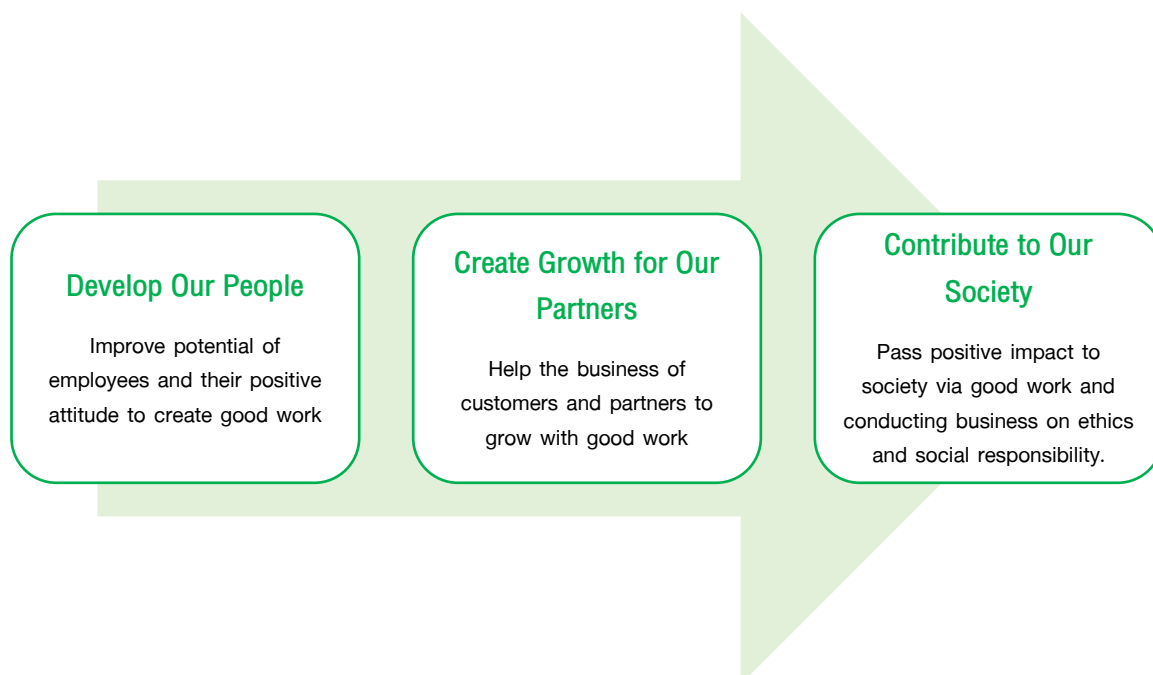 Develop Our People
Improve potential of
employees and their positive
attitude to create good work
Create Growth for Our
Partners
Help the business of
customers and partners to
grow with good work
Contribute to Our
Society
Pass positive impact to
society via good work and
conducting business on ethics
and social responsibility.